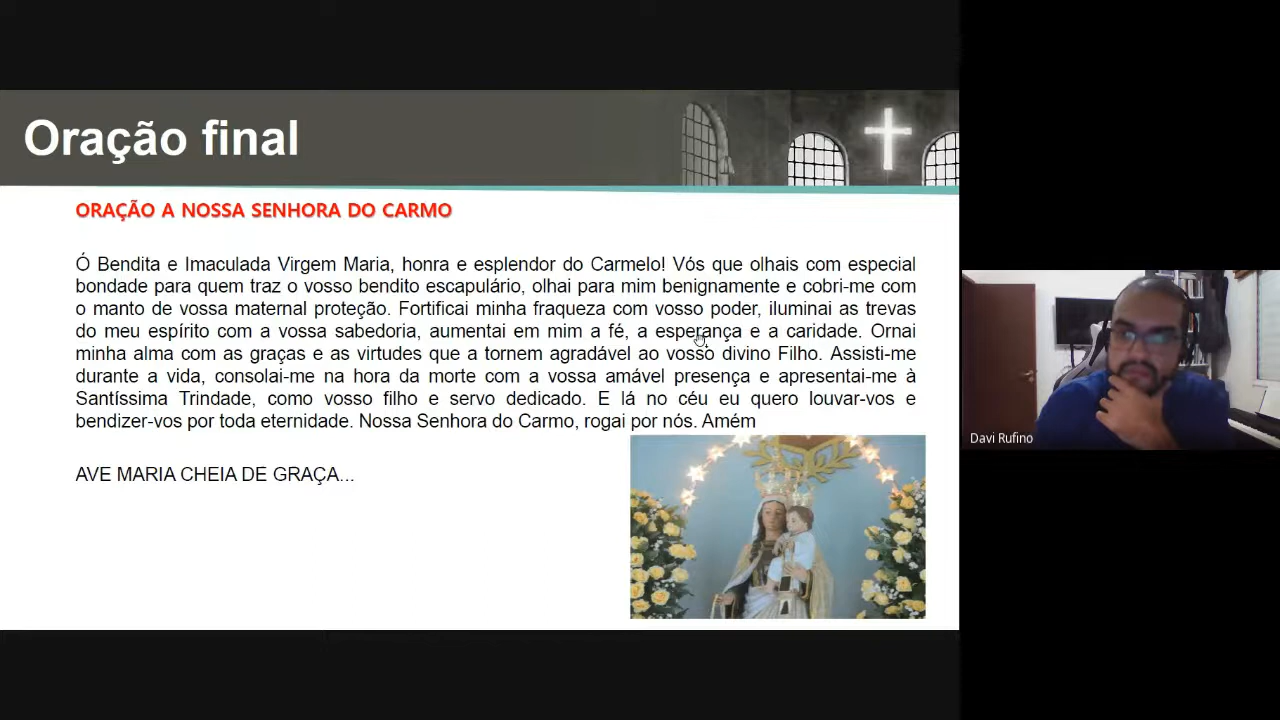 Oração final
ORAÇÃO A NOSSA SENHORA DO CARMO
Ó Bendita e Imaculada Virgem Maria, honra e esplendor do Carmelo! Vós que olhais com especial
bondade para quem traz o vosso bendito escapulário, olhai para mim benignamente e cobri-me com
o manto de vossa maternal proteção. Fortificai minha fraqueza com vosso poder, iluminai as trevas
do meu espírito com a vossa sabedoria, aumentai em mim a fé, a esperança e a caridade. Ornai
minha alma com as graças e as virtudes que a tornem agradável ao vosso divino Filho. Assisti-me
durante a vida, consolai-me na hora da morte com a vossa amável presença e apresentai-me à
Santíssima Trindade, como vosso filho e servo dedicado. E lá no céu eu quero louvar-vos e
bendizer-vos por toda eternidade. Nossa Senhora do Carmo, rogai por nós. Amém
AVE MARIA CHEIA DE GRAÇA...
Davi Rufino